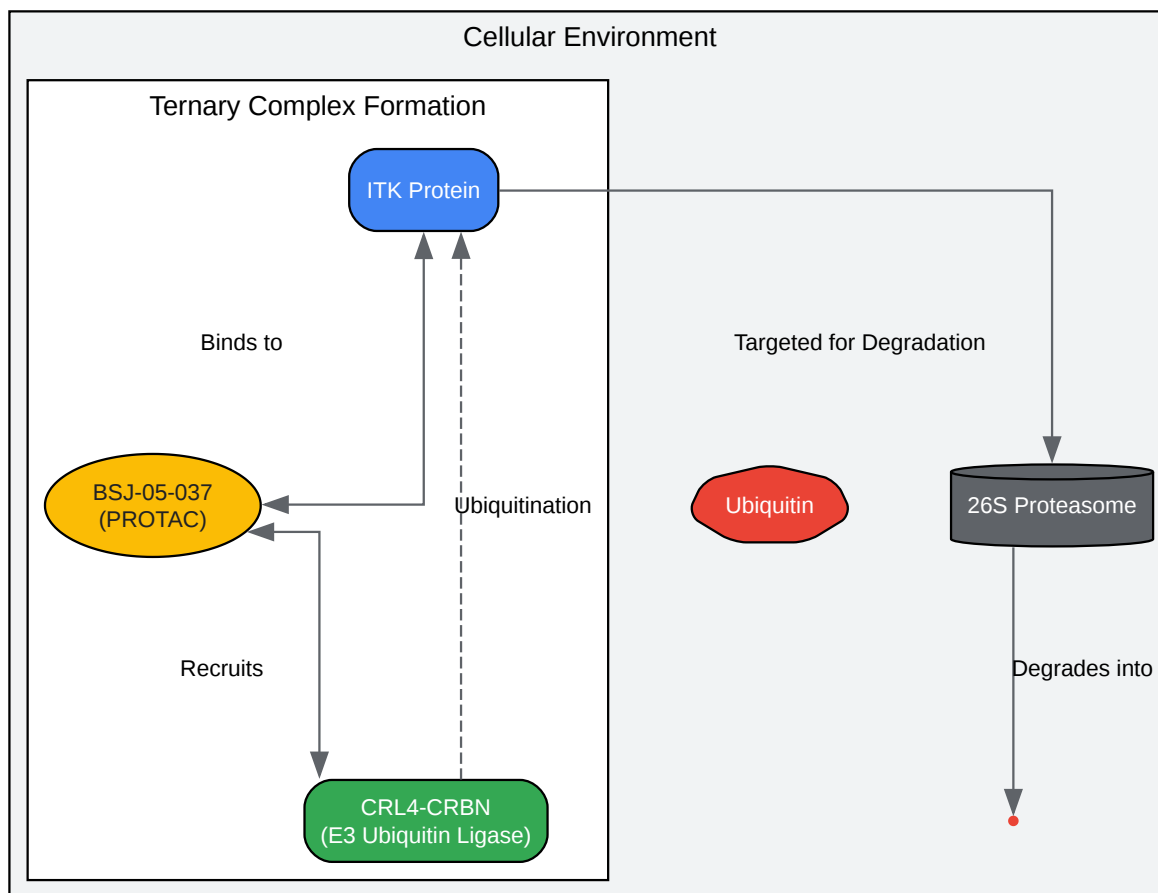 Cellular Environment
Ternary Complex Formation
ITK Protein
Binds to
Targeted for Degradation
BSJ-05-037
(PROTAC)
Ubiquitination
Ubiquitin
26S Proteasome
Recruits
Degrades into
CRL4-CRBN
(E3 Ubiquitin Ligase)